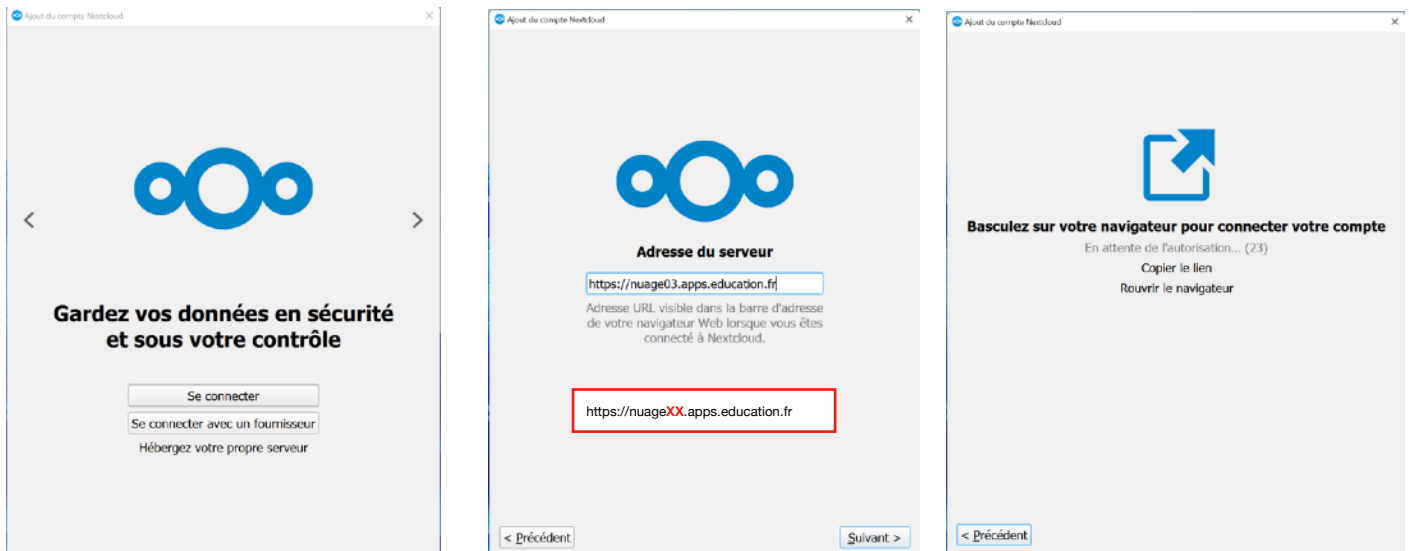 Ajout du compte Nextcloud
Gardez vos données en sécurité
et sous votre contrôle
Se connecter
Se connecter avec un fournisseur
Hébergez votre propre serveur
Ajout du compte Nextcloud
Adresse du serveur
https://nuage03.apps.education.fr
Adresse URL visible dans la barre d'adresse
de votre navigateur Web lorsque vous êtes
connecté à Nextcloud.
https://nuageXX.apps.education.fr
< Précédent
Suivant >
Ajout du compte Nextcloud
Basculez sur votre navigateur pour connecter votre compte
En attente de l'autorisation... (23)
Copier le lien
Rouvrir le navigateur
< Précédent